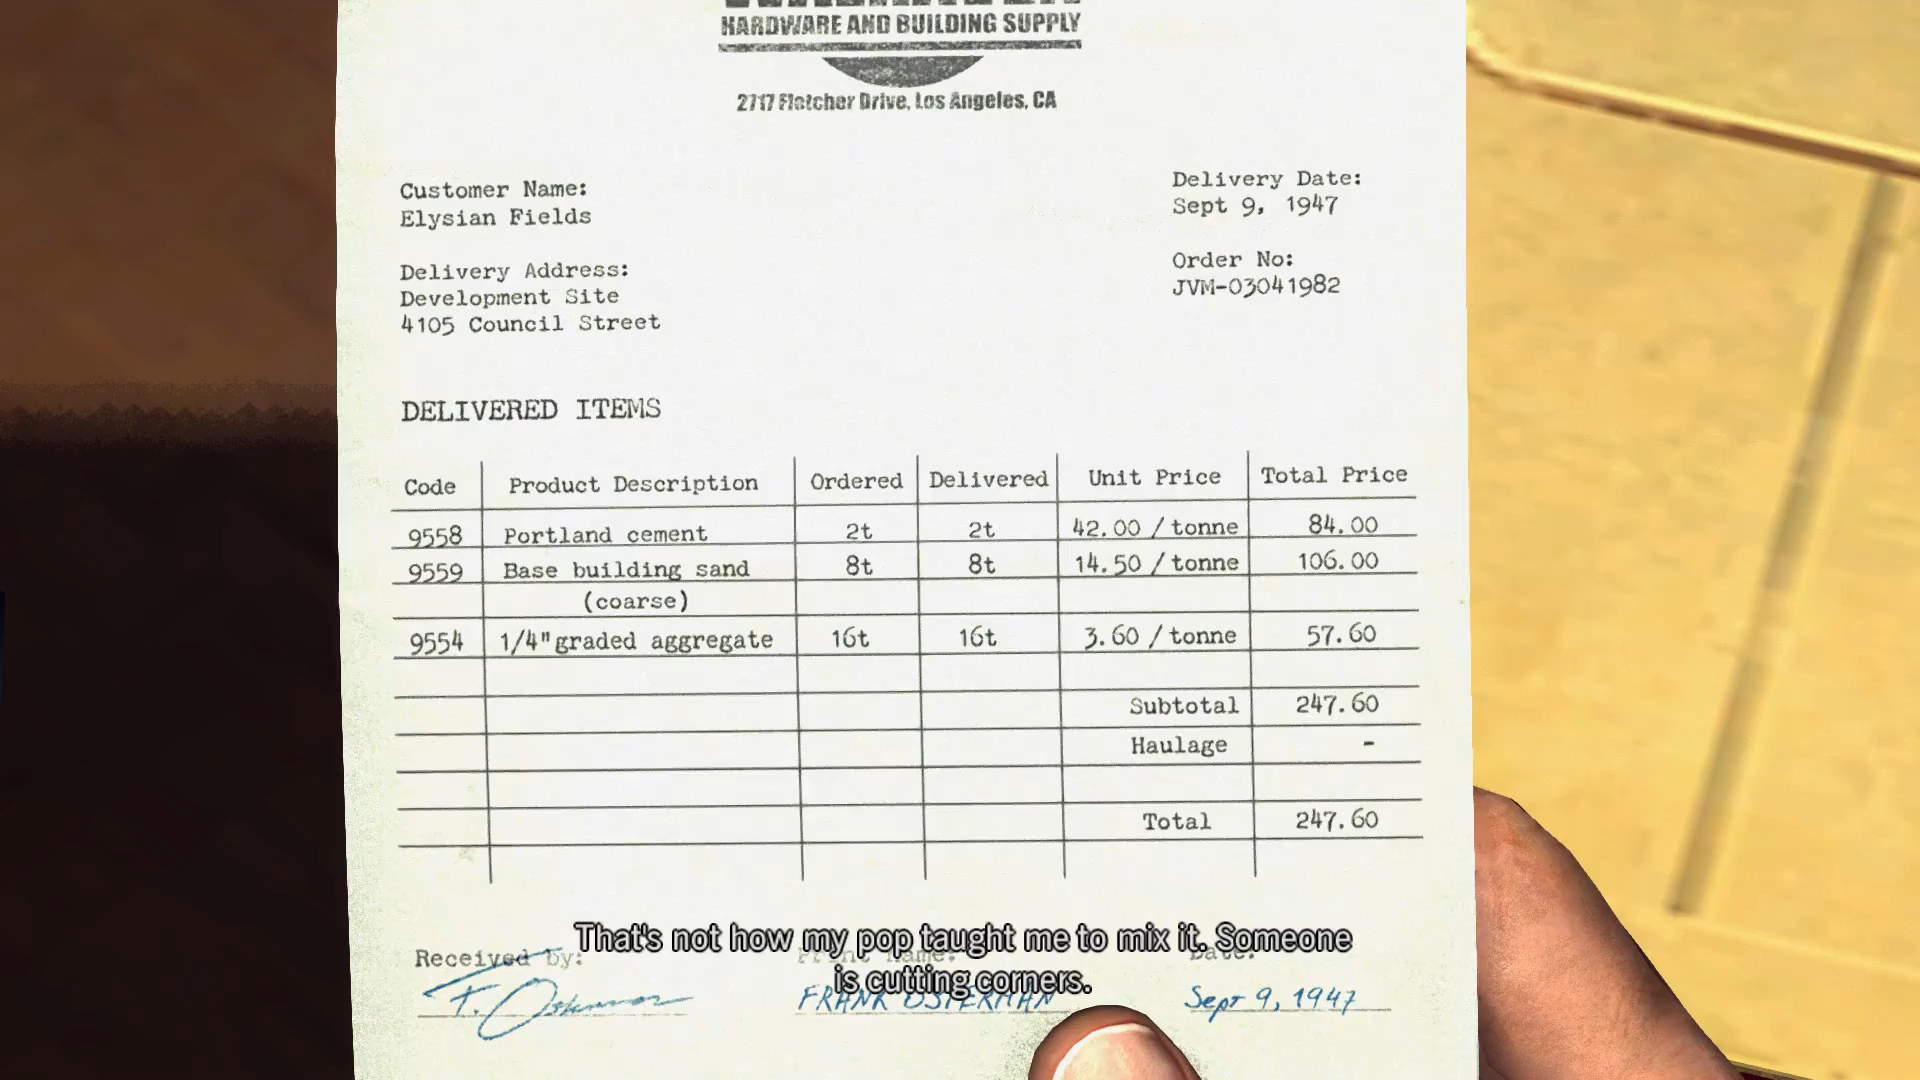 HARDWARE AND BUILDING SUPPLY
2717 Fletcher Drive, Los Angeles, CA
Customer Name:
Elysian Fields
Delivery Date:
Sept 9, 1947
Delivery Address:
Development Site
4105 Council Street
Order No:
JVM-03041982
DELIVERED ITEMS
Code Product Description Ordered Delivered Unit Price Total Price
9558 Portland cement 2t 2t 42.00 / tonne 84.00
9559 Base building sand 8t 8t 14.50 / tonne 106.00
(coarse)
9554 1/4" graded aggregate 16t 16t 3.60 / tonne 57.60
Subtotal 247.60
Haulage -
Total 247.60
That's not how my pop taught me to mix it. Someone
is cutting corners.
Received by: Print Name: Date:
F. Osterman FRANK OSTERMAN Sept 9, 1947